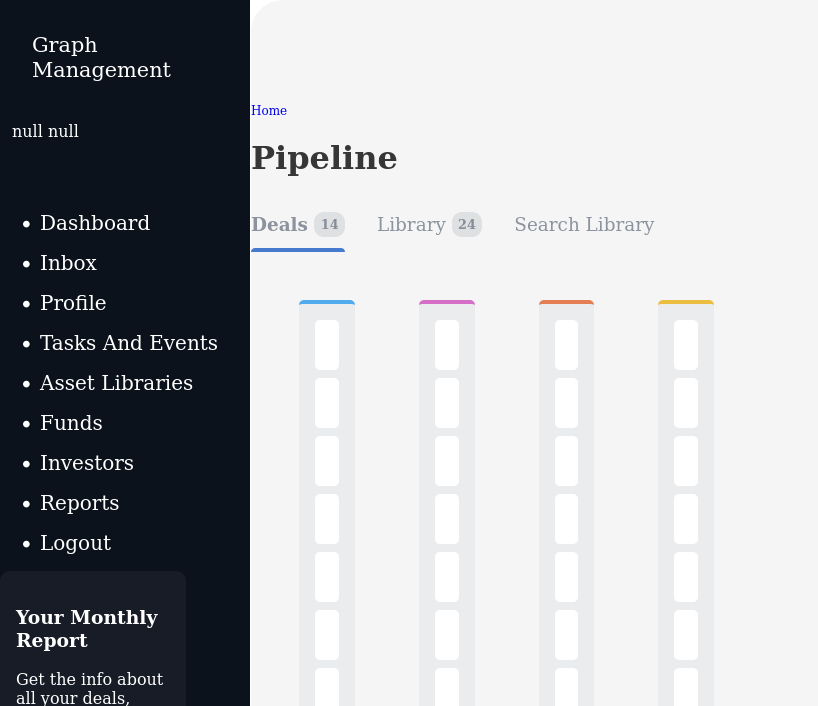 Graph
Management
null null
Dashboard
Inbox
Profile
Tasks And Events
Asset Libraries
Funds
Investors
Reports
Logout
Your Monthly
Report
Get the info about
all your deals,
Home
Pipeline
Deals 14 Library 24 Search Library